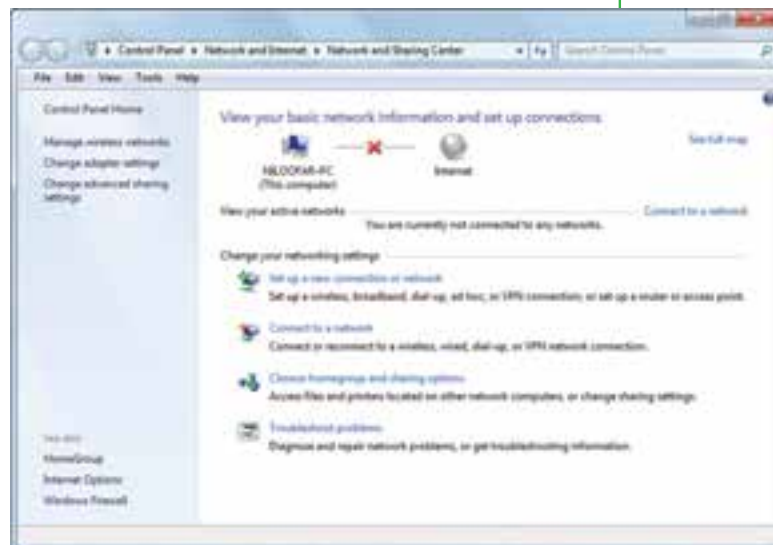 Control Panel Network and Internet Network and Sharing Center Search Control Panel
File Edit View Tools Help
Control Panel Home
Manage wireless networks
Change adapter settings
Change advanced sharing
settings
See also
HomeGroup
Internet Options
Windows Firewall
View your basic network information and set up connections
See full map
NILOOFAR-PC
(This computer)
Internet
View your active networks
Connect to a network
You are currently not connected to any networks.
Change your networking settings
Set up a new connection or network
Set up a wireless, broadband, dial-up, ad hoc, or VPN connection; or set up a router or access point.
Connect to a network
Connect or reconnect to a wireless, wired, dial-up, or VPN network connection.
Choose homegroup and sharing options
Access files and printers located on other network computers, or change sharing settings.
Troubleshoot problems
Diagnose and repair network problems, or get troubleshooting information.